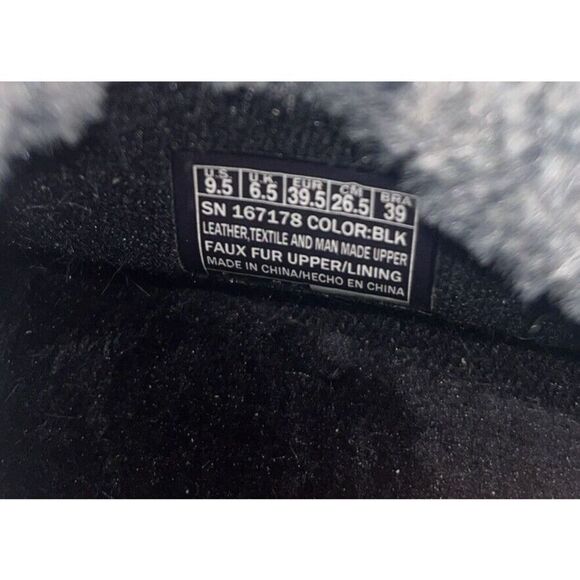 U.S. U.K. EUR CM BRA
9.5 6.5 39.5 26.5 39
SN 167178 COLOR:BLK
LEATHER,TEXTILE AND MAN MADE UPPER
FAUX FUR UPPER/LINING
MADE IN CHINA/HECHO EN CHINA